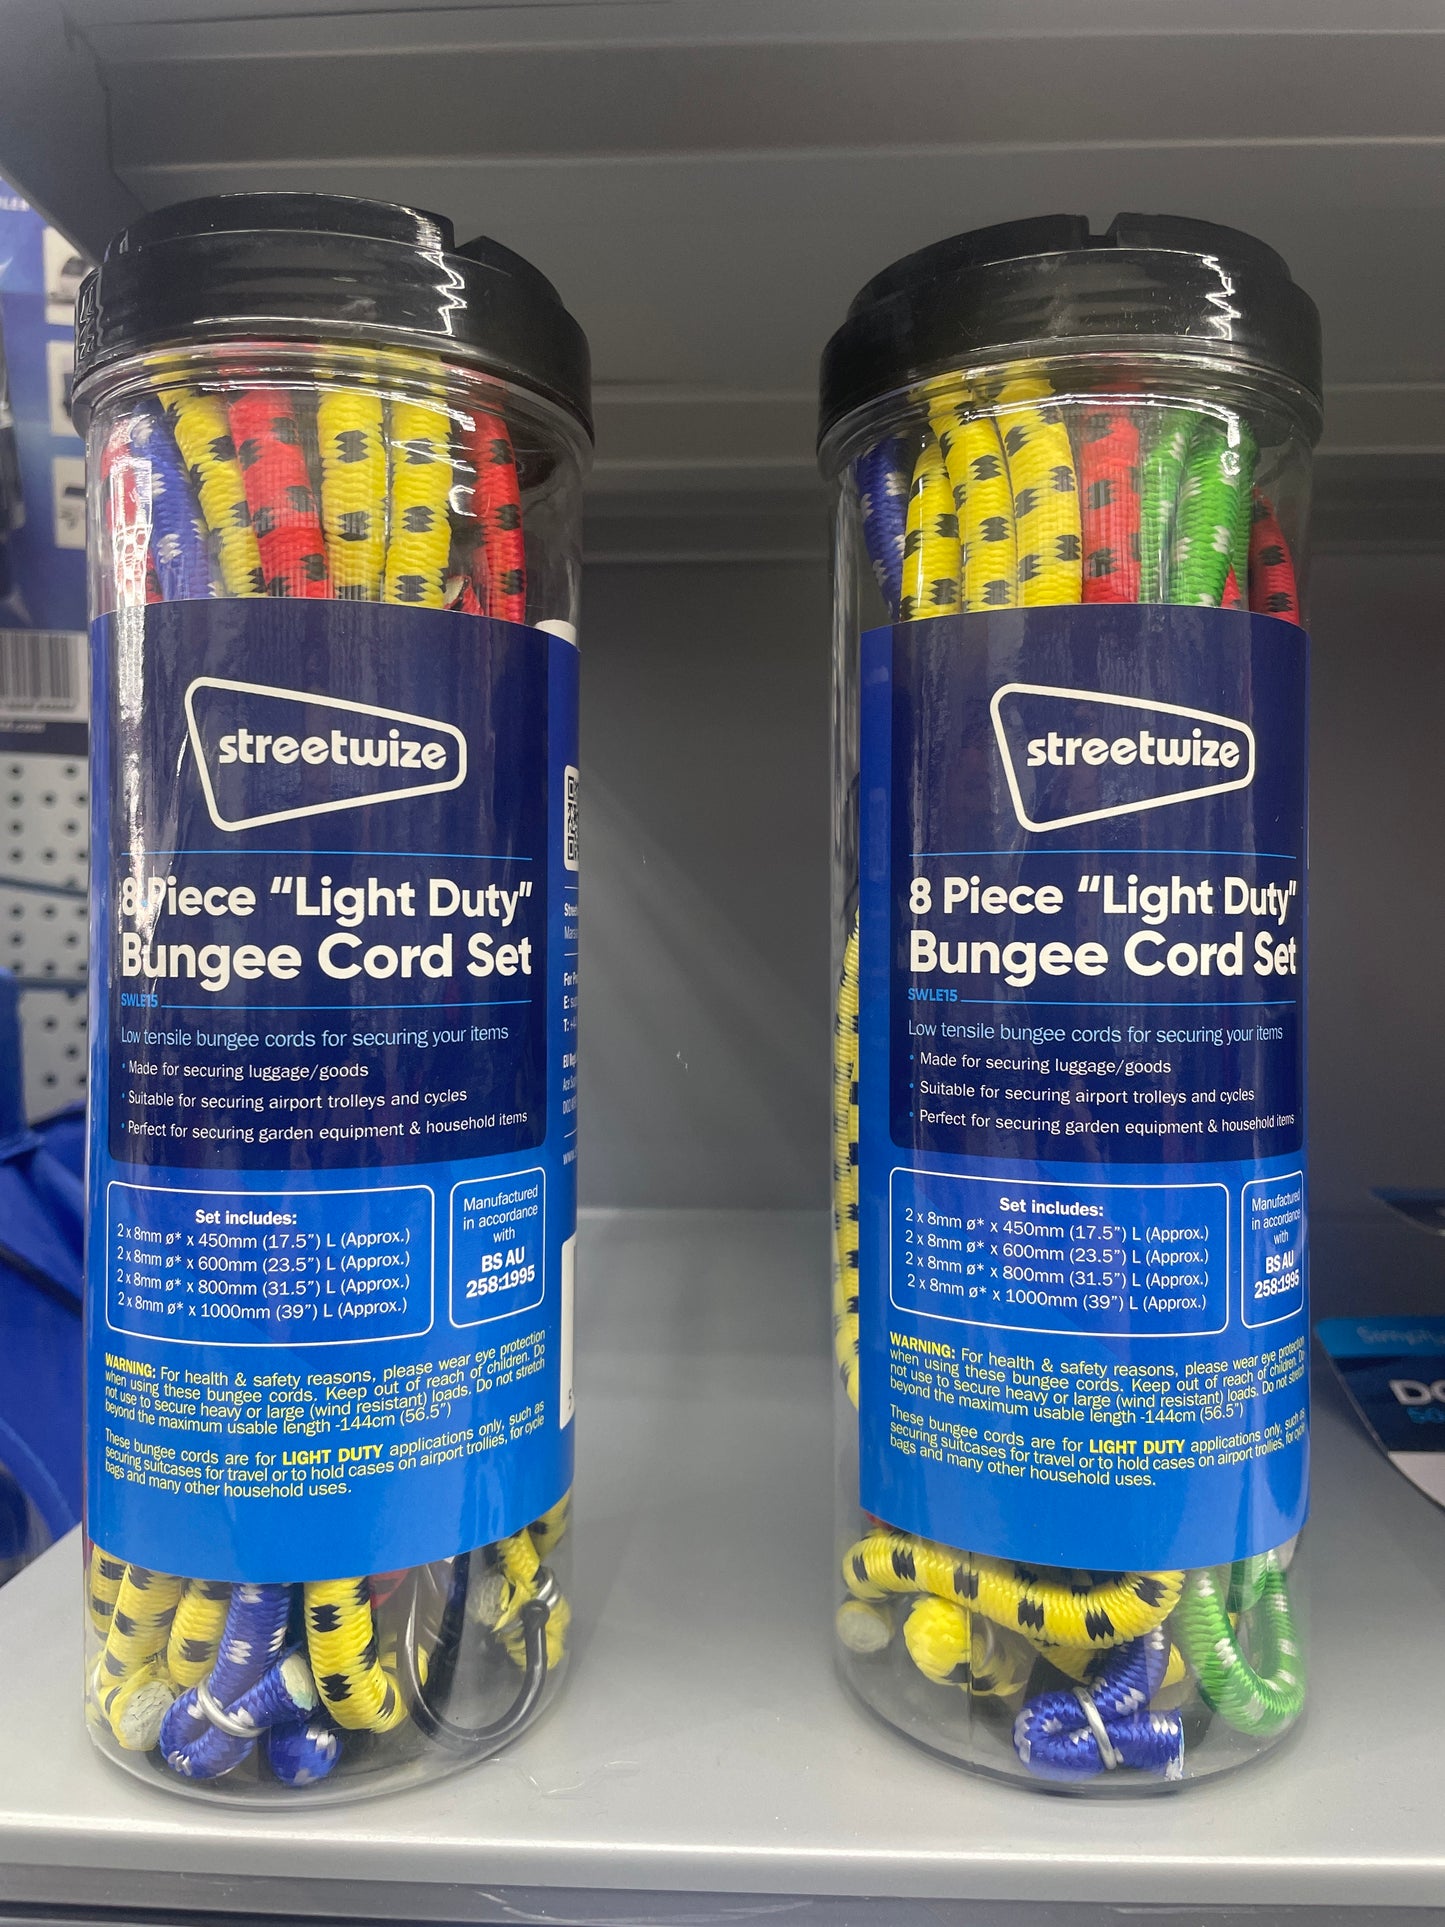 streetwize
8 Piece “Light Duty”
Bungee Cord Set
SWLE15
Low tensile bungee cords for securing your items
· Made for securing luggage/goods
· Suitable for securing airport trolleys and cycles
· Perfect for securing garden equipment & household items
Set includes:
2 x 8mm ø* x 450mm (17.5”) L (Approx.)
2 x 8mm ø* x 600mm (23.5”) L (Approx.)
2 x 8mm ø* x 800mm (31.5”) L (Approx.)
2 x 8mm ø* x 1000mm (39”) L (Approx.)
Manufactured
in accordance
with
BS AU
258:1995
WARNING: For health & safety reasons, please wear eye protection
when using these bungee cords. Keep out of reach of children. Do
not use to secure heavy or large (wind resistant) loads. Do not stretch
beyond the maximum usable length -144cm (56.5”)
These bungee cords are for LIGHT DUTY applications only, such as
securing suitcases for travel or to hold cases on airport trollies, for cycle
bags and many other household uses.
E:
T:
streetwize
8 Piece “Light Duty”
Bungee Cord Set
SWLE15
Low tensile bungee cords for securing your items
· Made for securing luggage/goods
· Suitable for securing airport trolleys and cycles
· Perfect for securing garden equipment & household items
Set includes:
2 x 8mm ø* x 450mm (17.5”) L (Approx.)
2 x 8mm ø* x 600mm (23.5”) L (Approx.)
2 x 8mm ø* x 800mm (31.5”) L (Approx.)
2 x 8mm ø* x 1000mm (39”) L (Approx.)
Manufactured
in accordance
with
BS AU
258:1995
WARNING: For health & safety reasons, please wear eye protection
when using these bungee cords. Keep out of reach of children. Do
not use to secure heavy or large (wind resistant) loads. Do not stretch
beyond the maximum usable length -144cm (56.5”)
These bungee cords are for LIGHT DUTY applications only, such as
securing suitcases for travel or to hold cases on airport trollies, for cycle
bags and many other household uses.